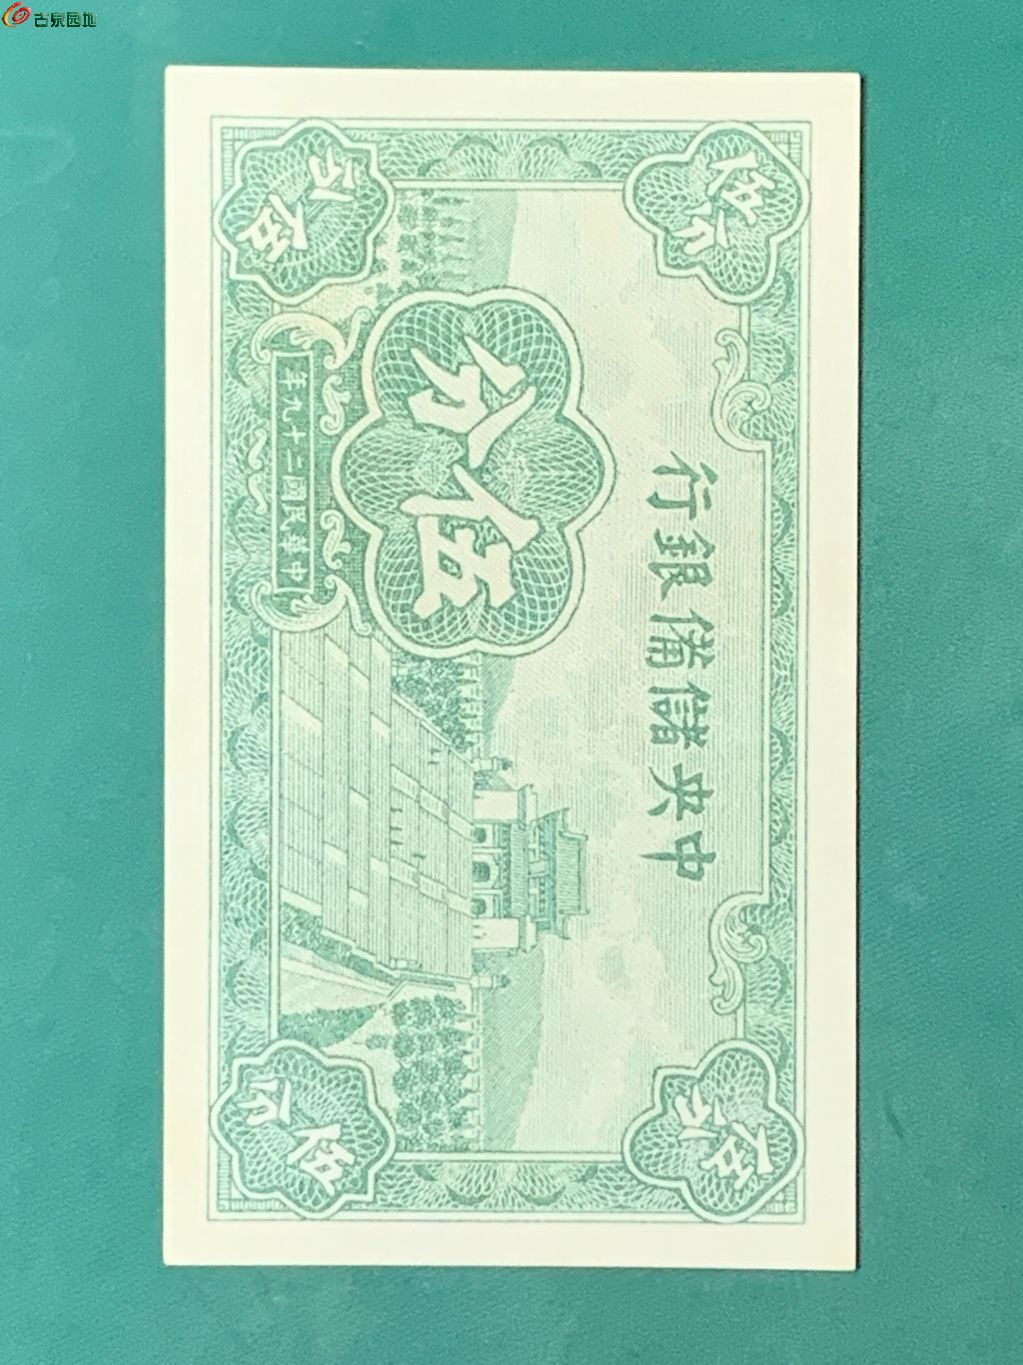 古泉园地
行銀備儲央中
分伍
年九十二國民華中
伍分
伍分
伍分
伍分